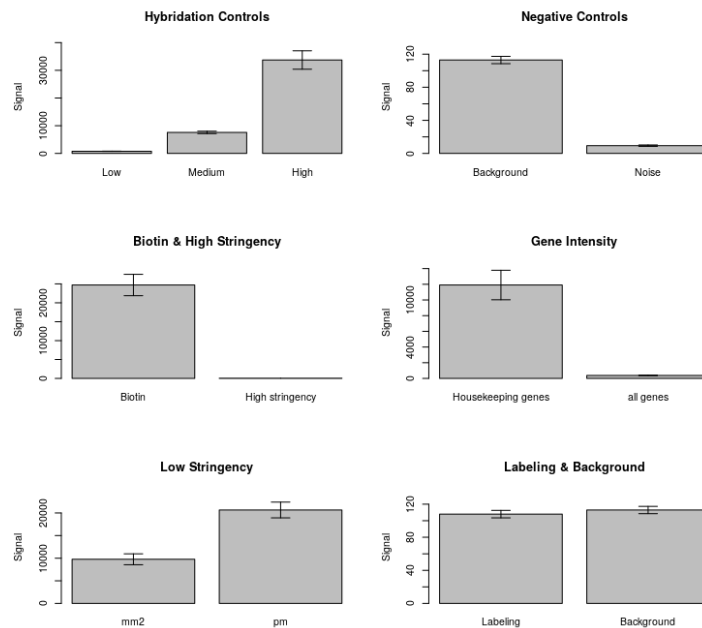 Hybridation Controls
Signal
0
10000
30000
Low
Medium
High
Negative Controls
Signal
0
40
80
120
Background
Noise
Biotin & High Stringency
Signal
0
10000
20000
Biotin
High stringency
Gene Intensity
Signal
0
4000
10000
Housekeeping genes
all genes
Low Stringency
Signal
0
10000
20000
mm2
pm
Labeling & Background
Signal
0
40
80
120
Labeling
Background